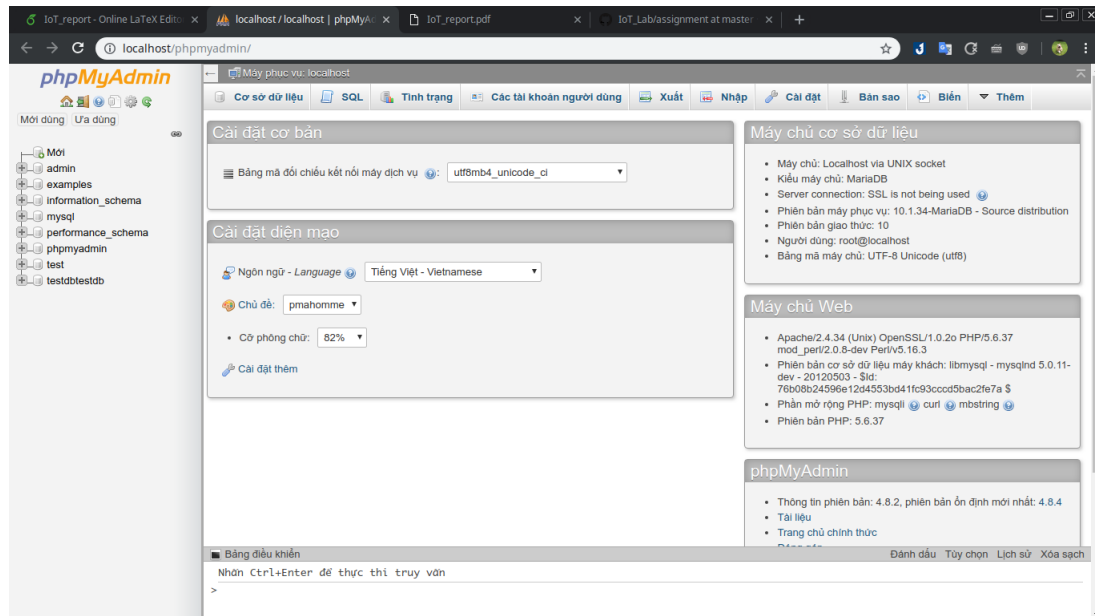 IoT_report - Online LaTeX Edito
localhost / localhost | phpMyAd
IoT_report.pdf
IoT_Lab/assignment at master
localhost/phpmyadmin/
phpMyAdmin
Mới dùng Ưa dùng
Mới
admin
examples
information_schema
mysql
performance_schema
phpmyadmin
test
testdbtestdb
Máy phục vụ: localhost
Cơ sở dữ liệu SQL Tình trạng Các tài khoản người dùng Xuất Nhập Cài đặt Bản sao Biến Thêm
Cài đặt cơ bản
Bảng mã đối chiếu kết nối máy dịch vụ : utf8mb4_unicode_ci
Cài đặt diện mạo
Ngôn ngữ - Language Tiếng Việt - Vietnamese
Chủ đề: pmahomme
• Cỡ phông chữ: 82%
Cài đặt thêm
Máy chủ cơ sở dữ liệu
• Máy chủ: Localhost via UNIX socket
• Kiểu máy chủ: MariaDB
• Server connection: SSL is not being used
• Phiên bản máy phục vụ: 10.1.34-MariaDB - Source distribution
• Phiên bản giao thức: 10
• Người dùng: root@localhost
• Bảng mã máy chủ: UTF-8 Unicode (utf8)
Máy chủ Web
• Apache/2.4.34 (Unix) OpenSSL/1.0.2o PHP/5.6.37
mod_perl/2.0.8-dev Perl/v5.16.3
• Phiên bản cơ sở dữ liệu máy khách: libmysql - mysqlnd 5.0.11-
dev - 20120503 - $Id:
76b08b24596e12d4553bd41fc93cccd5bac2fe7a $
• Phần mở rộng PHP: mysqli curl mbstring
• Phiên bản PHP: 5.6.37
phpMyAdmin
• Thông tin phiên bản: 4.8.2, phiên bản ổn định mới nhất: 4.8.4
• Tài liệu
• Trang chủ chính thức
Bảng điều khiển
Đánh dấu Tùy chọn Lịch sử Xóa sạch
Nhấn Ctrl+Enter để thực thi truy vấn
>